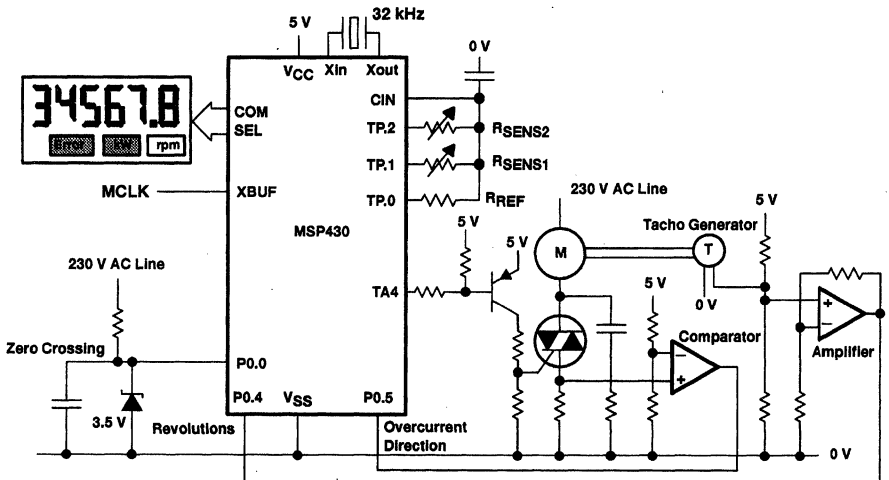 5 V
32 kHz
0 V
VCC
Xin
Xout
CIN
34567.8
COM
SEL
TP.2
RSENS2
Error
kW
rpm
TP.1
RSENS1
MCLK
XBUF
TP.0
RREF
230 V AC Line
5 V
MSP430
5 V
Tacho Generator
5 V
M
T
230 V AC Line
TA4
0 V
5 V
+
−
Comparator
Zero Crossing
P0.0
−
+
Amplifier
P0.4
VSS
P0.5
3.5 V
Revolutions
Overcurrent
Direction
0 V